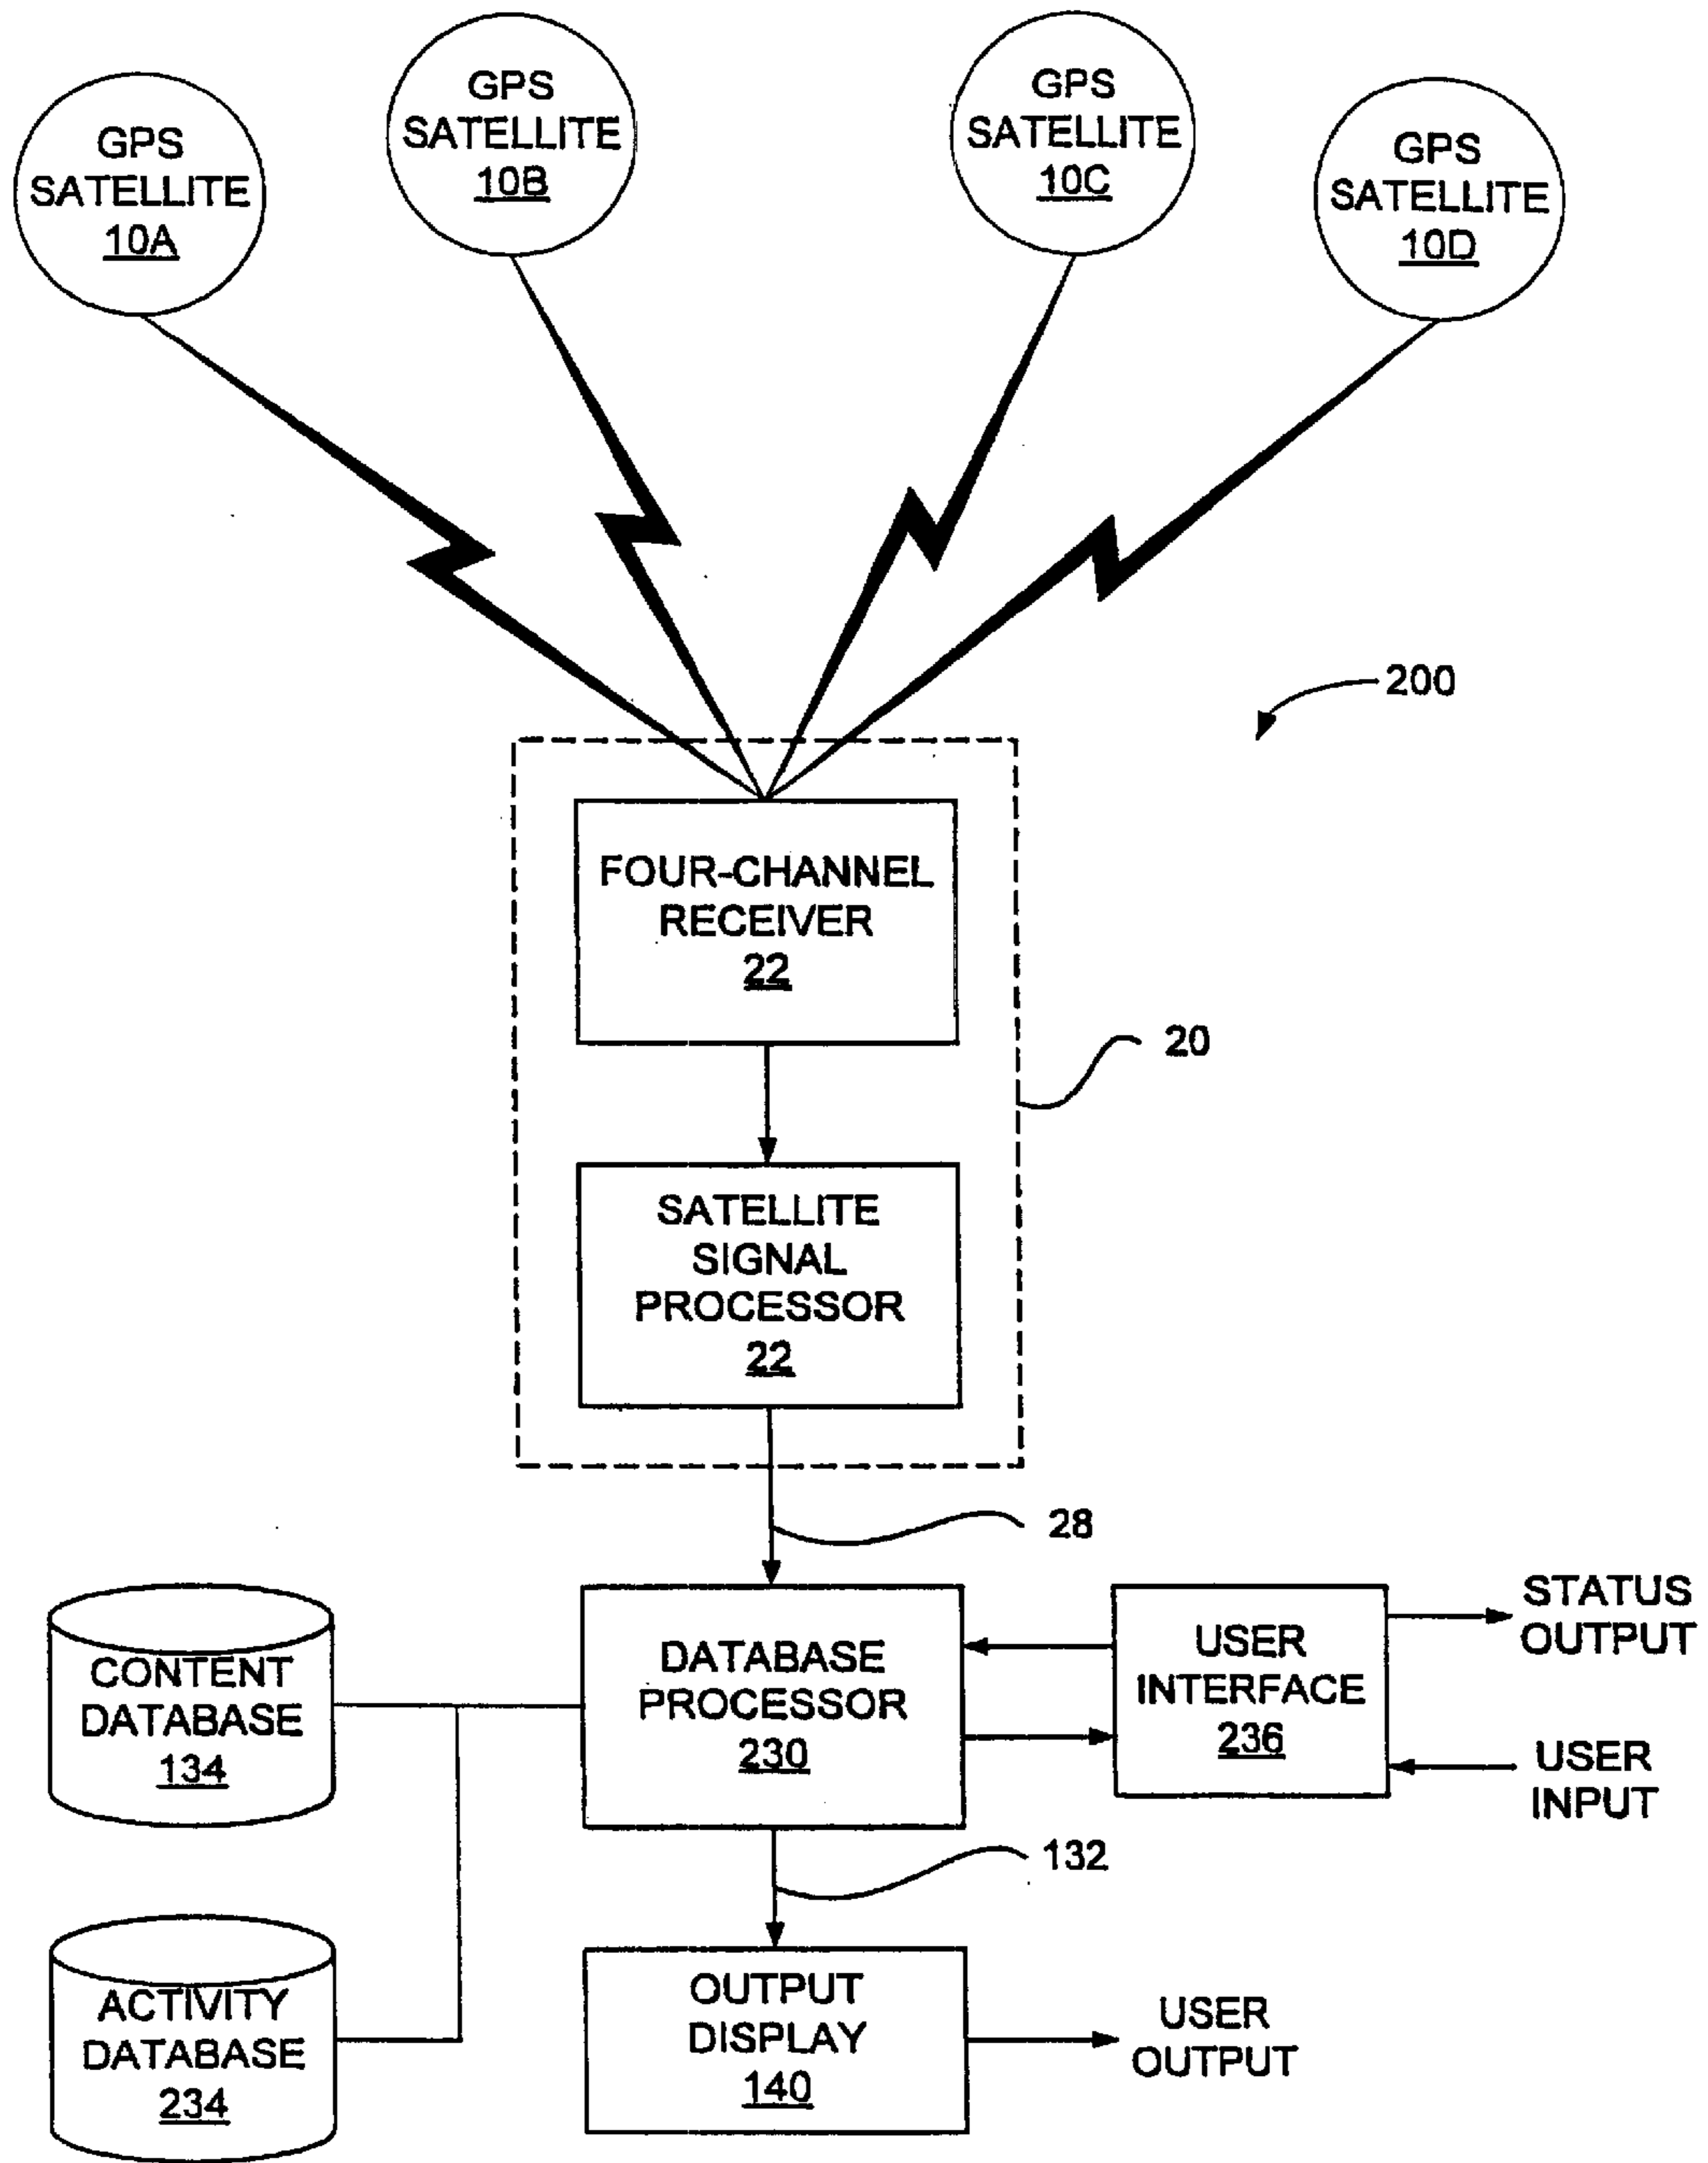 GPS
SATELLITE
10A
GPS
SATELLITE
10B
GPS
SATELLITE
10C
GPS
SATELLITE
10D
200
FOUR-CHANNEL
RECEIVER
22
20
SATELLITE
SIGNAL
PROCESSOR
22
28
CONTENT
DATABASE
134
DATABASE
PROCESSOR
230
USER
INTERFACE
236
STATUS
OUTPUT
USER
INPUT
132
ACTIVITY
DATABASE
234
OUTPUT
DISPLAY
140
USER
OUTPUT